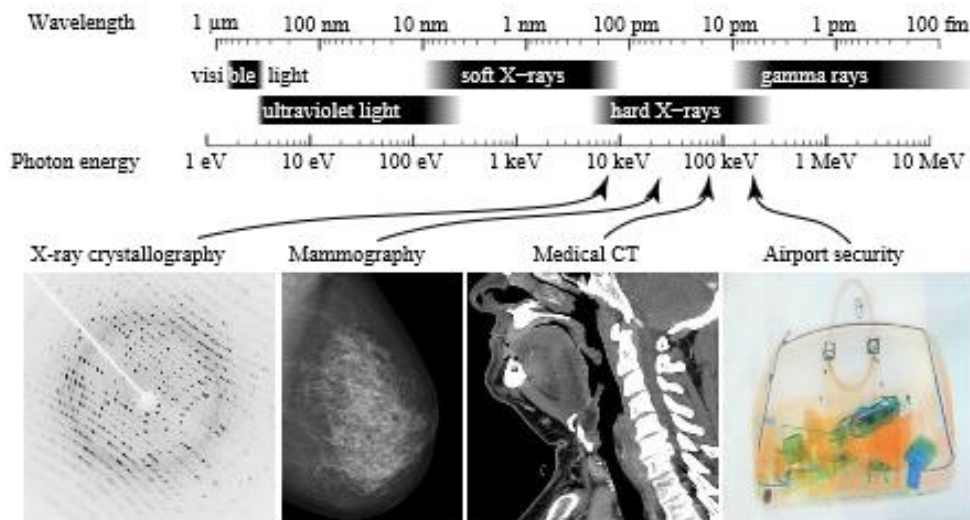 Wavelength 1 μm 100 nm 10 nm 1 nm 100 pm 10 pm 1 pm 100 fm
visible light soft X−rays gamma rays
ultraviolet light hard X−rays
Photon energy 1 eV 10 eV 100 eV 1 keV 10 keV 100 keV 1 MeV 10 MeV
X-ray crystallography Mammography Medical CT Airport security